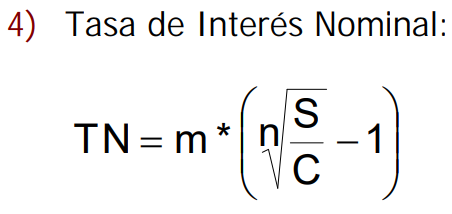 4) Tasa de Interés Nominal:
TN = m * ( ⁿ√(S/C) − 1 )